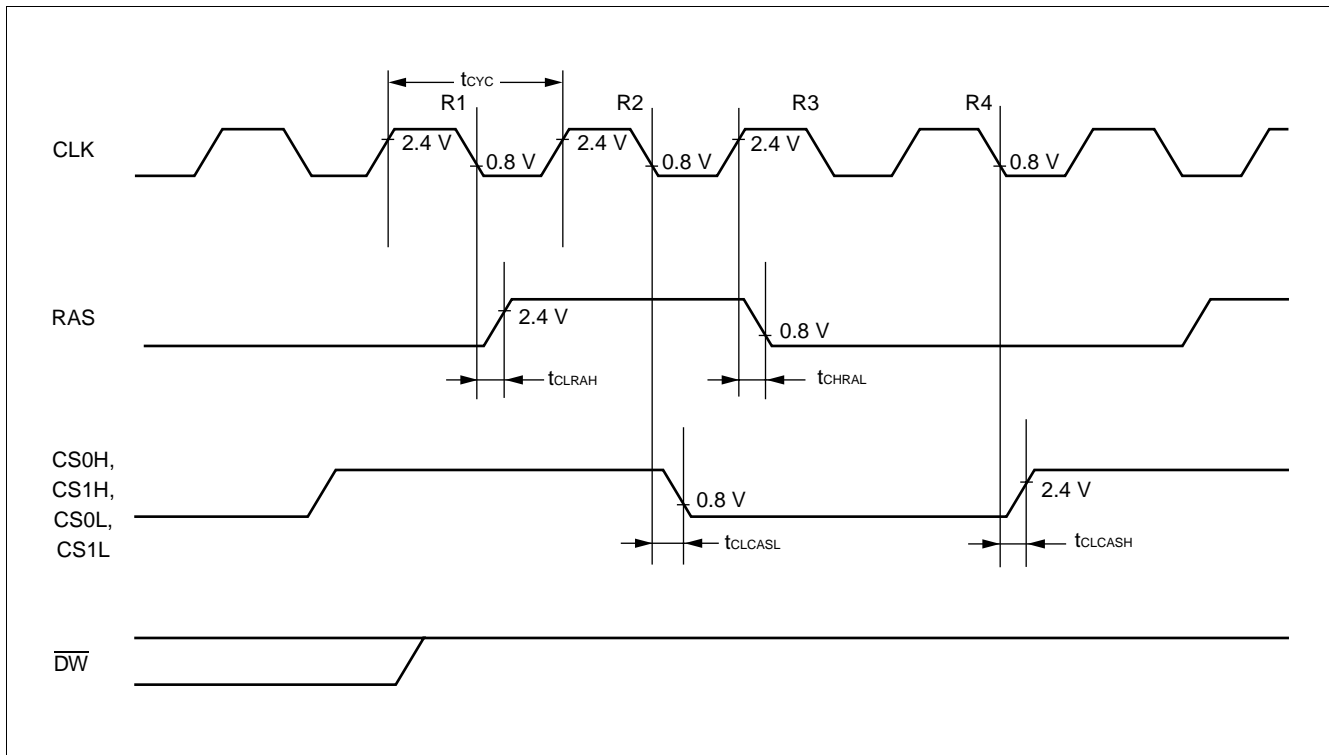 tCYC
R1
R2
R3
R4
CLK
2.4 V
0.8 V
2.4 V
0.8 V
2.4 V
0.8 V
RAS
2.4 V
0.8 V
tCLRAH
tCHRAL
CS0H,
CS1H,
CS0L,
CS1L
0.8 V
2.4 V
tCLCASL
tCLCASH
DW